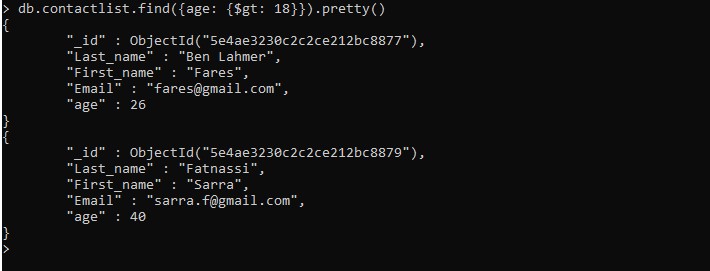 > db.contactlist.find({age: {$gt: 18}}).pretty()
{
"_id" : ObjectId("5e4ae3230c2c2ce212bc8877"),
"Last_name" : "Ben Lahmer",
"First_name" : "Fares",
"Email" : "fares@gmail.com",
"age" : 26
}
{
"_id" : ObjectId("5e4ae3230c2c2ce212bc8879"),
"Last_name" : "Fatnassi",
"First_name" : "Sarra",
"Email" : "sarra.f@gmail.com",
"age" : 40
}
>